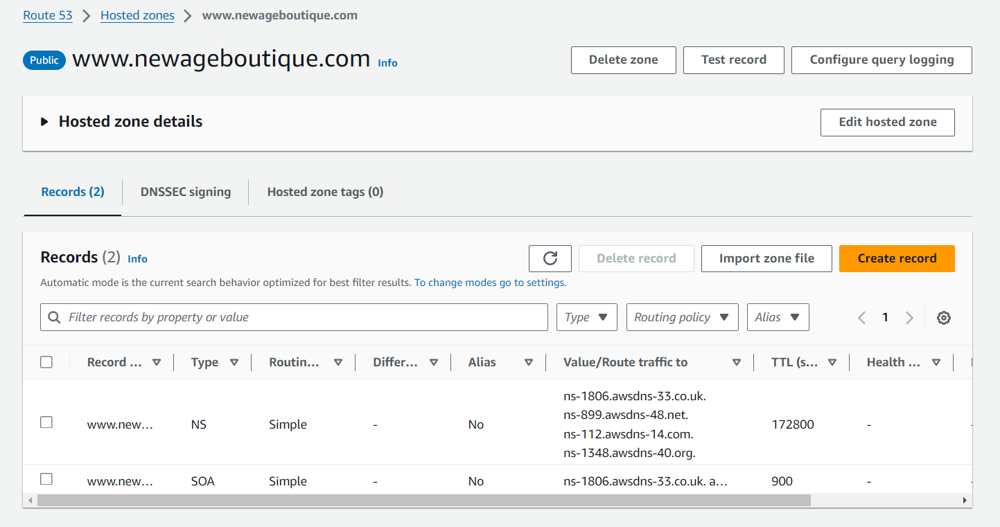 Route 53 > Hosted zones > www.newageboutique.com
Public www.newageboutique.com Info
Delete zone Test record Configure query logging
Hosted zone details Edit hosted zone
Records (2) DNSSEC signing Hosted zone tags (0)
Records (2) Info
Delete record Import zone file Create record
Automatic mode is the current search behavior optimized for best filter results. To change modes go to settings.
Filter records by property or value Type Routing policy Alias 1
Record ... Type Routin... Differ... Alias Value/Route traffic to TTL (s... Health ...
www.new... NS Simple - No
ns-1806.awsdns-33.co.uk.
ns-899.awsdns-48.net.
ns-112.awsdns-14.com.
ns-1348.awsdns-40.org.
172800 - -
www.new... SOA Simple - No ns-1806.awsdns-33.co.uk. a... 900 - -